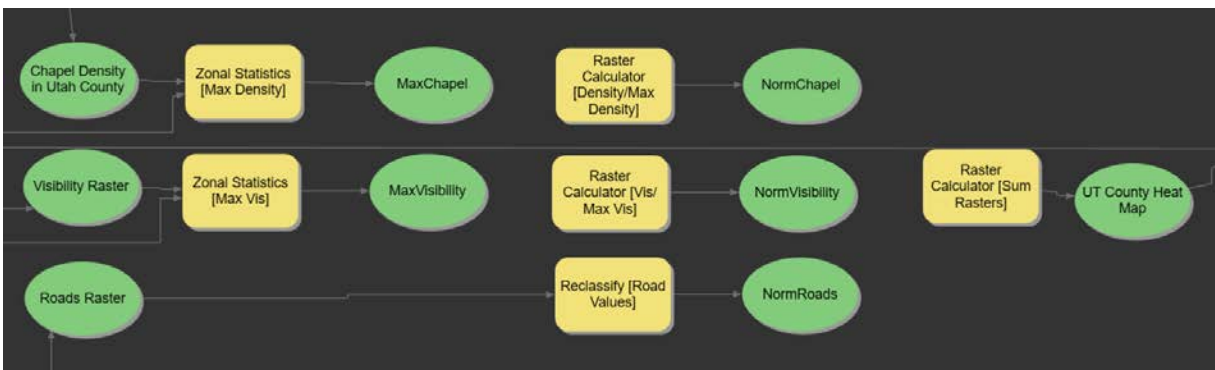 Chapel Density
in Utah County
Zonal Statistics
[Max Density]
MaxChapel
Raster
Calculator
[Density/Max
Density]
NormChapel
Visibility Raster
Zonal Statistics
[Max Vis]
MaxVisibility
Raster
Calculator [Vis/
Max Vis]
NormVisibility
Raster
Calculator [Sum
Rasters]
UT County Heat
Map
Roads Raster
Reclassify [Road
Values]
NormRoads